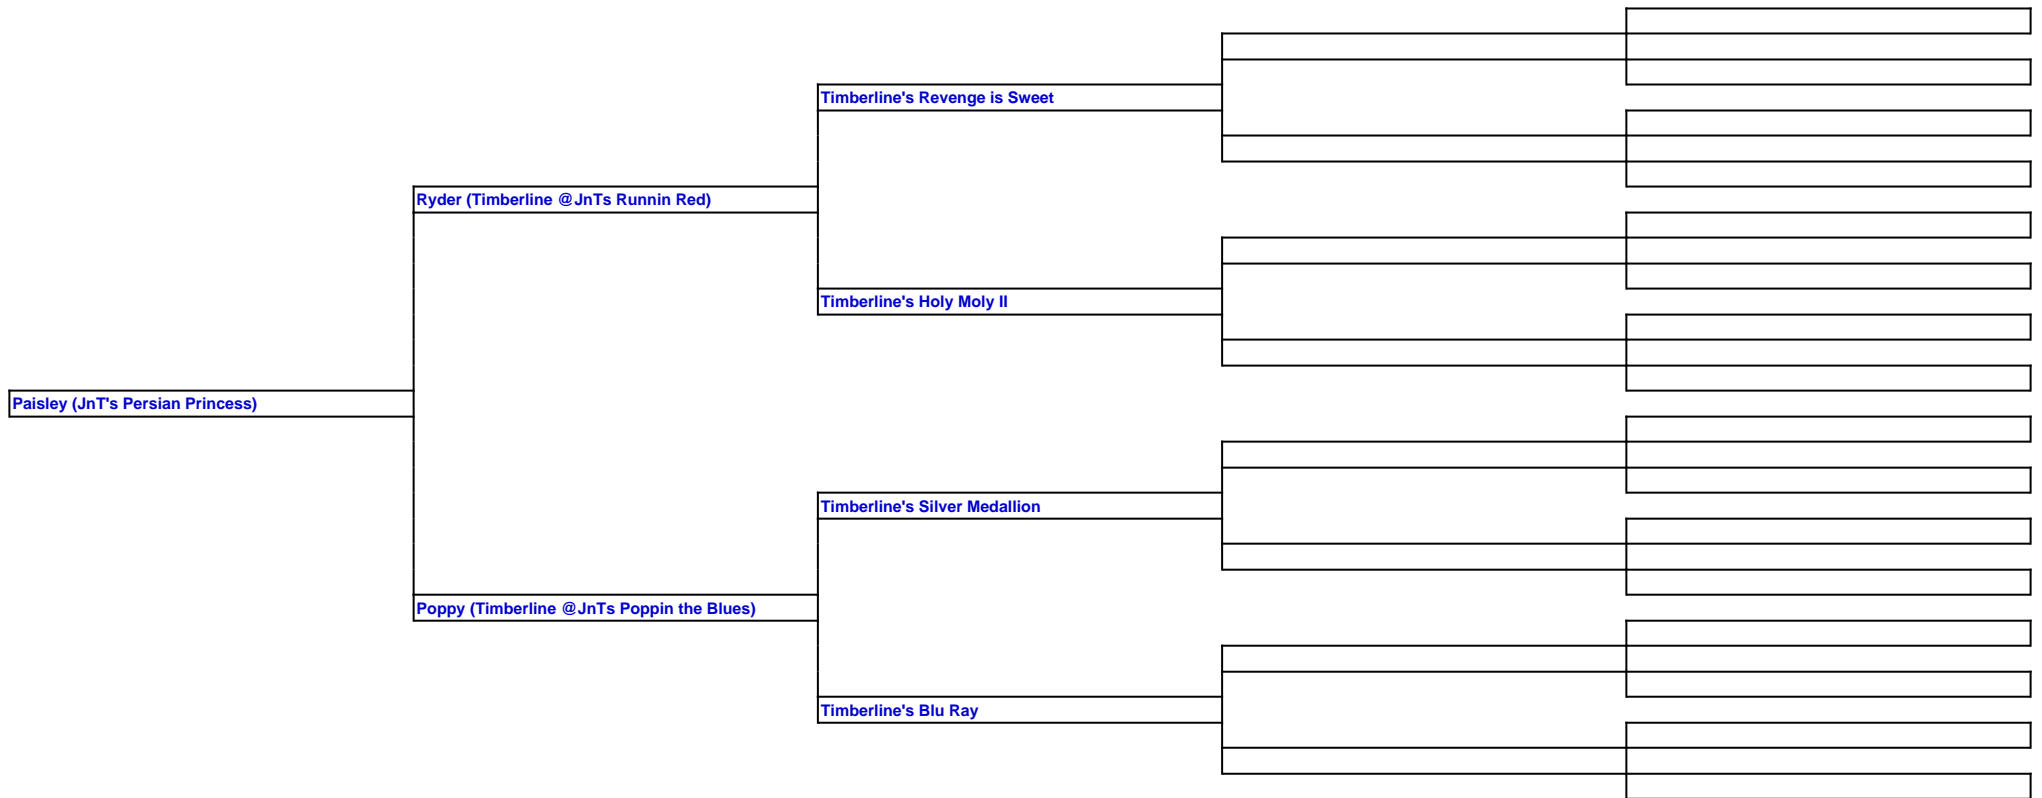 Timberline's Revenge is Sweet
Ryder (Timberline @JnTs Runnin Red)
Timberline's Holy Moly II
Paisley (JnT's Persian Princess)
Timberline's Silver Medallion
Poppy (Timberline @JnTs Poppin the Blues)
Timberline's Blu Ray